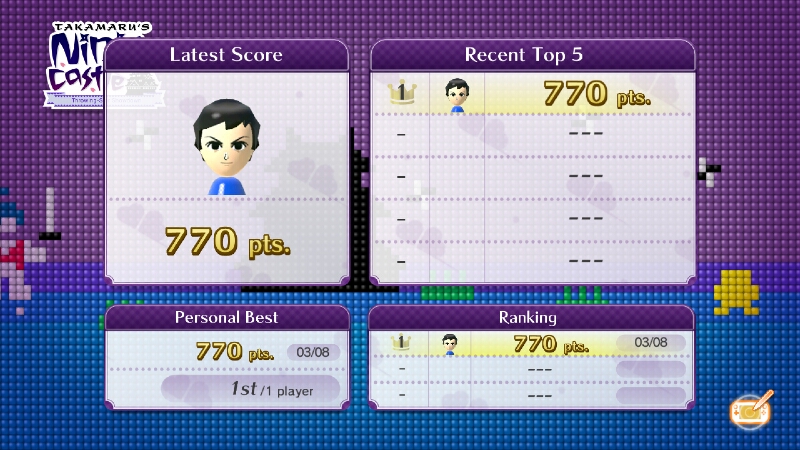 TAKAMARU'S
Latest Score
770 pts.
Recent Top 5
1 770 pts.
- ---
- ---
- ---
- ---
Personal Best
770 pts. 03/08
1st/1 player
Ranking
1 770 pts. 03/08
- ---
- ---